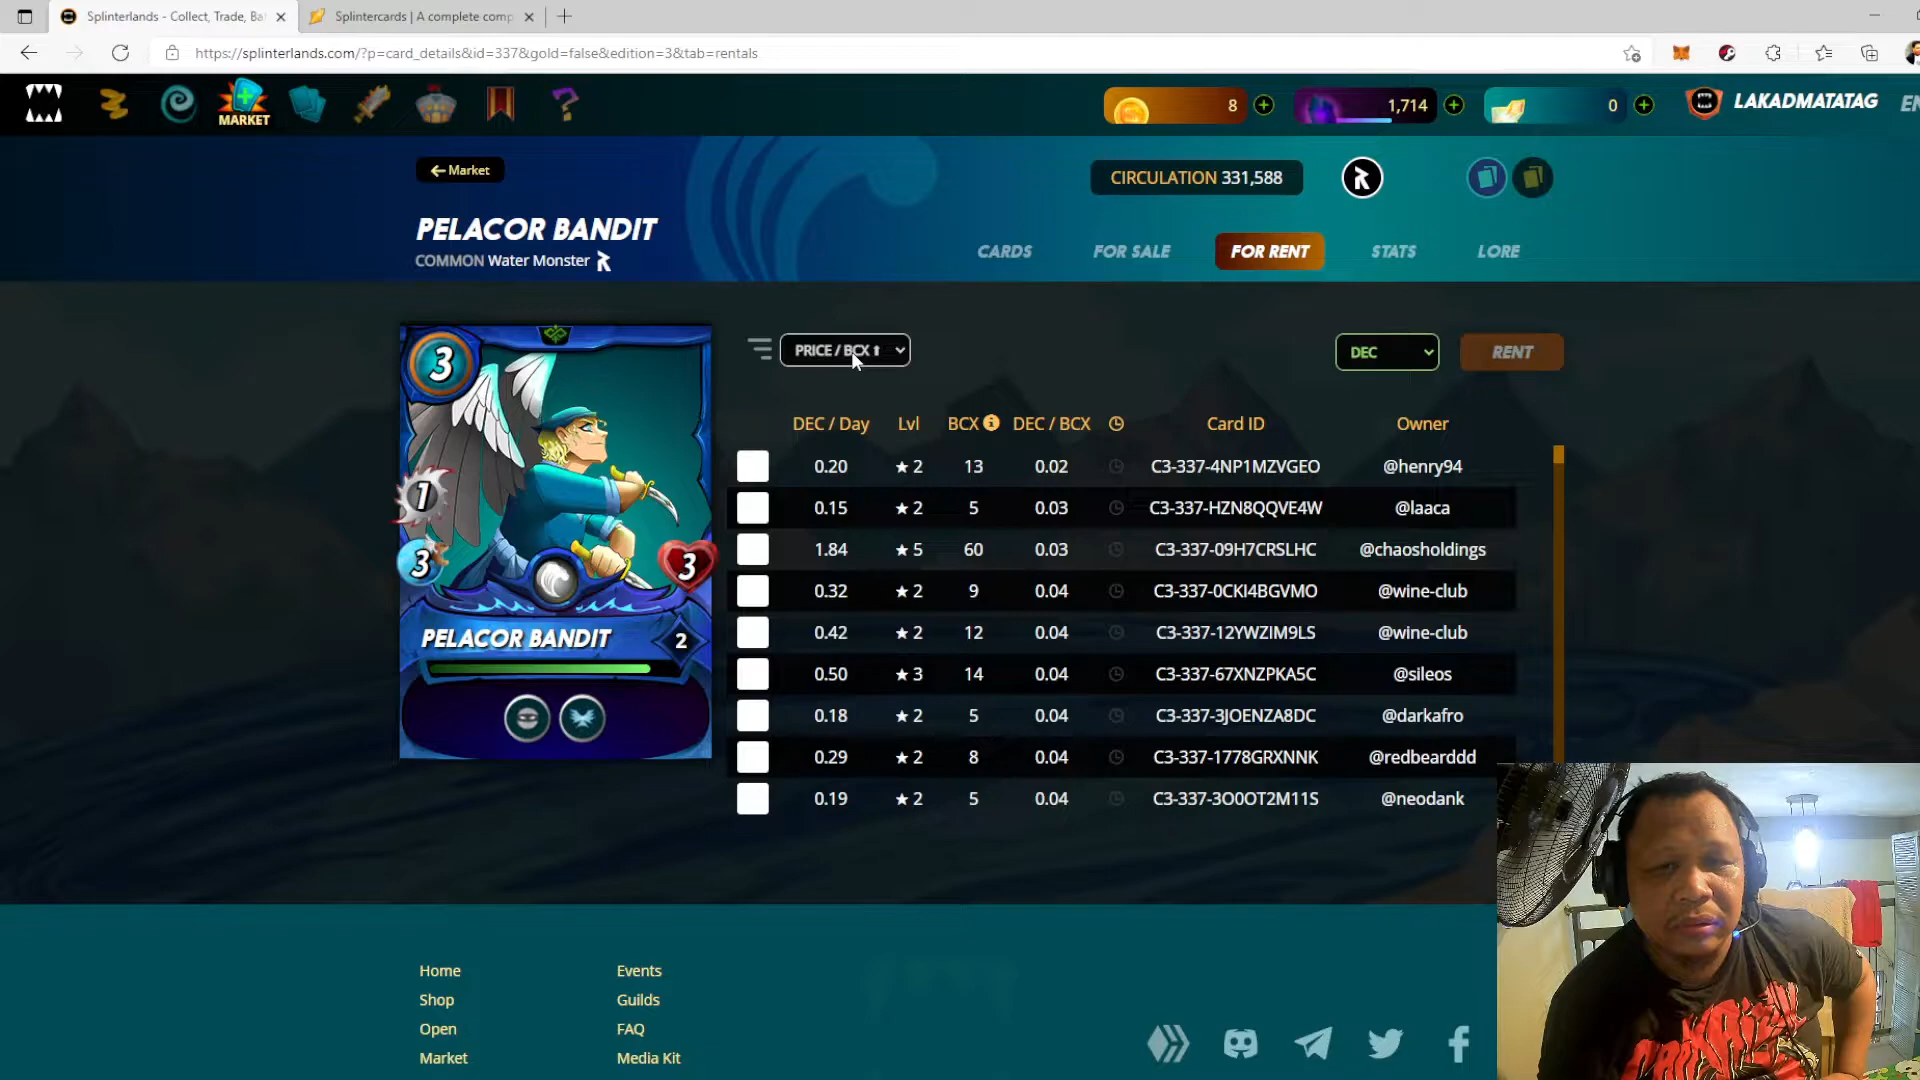 Splinterlands - Collect, Trade, Ba
Splintercards | A complete comp
https://splinterlands.com/?p=card_details&id=337&gold=false&edition=3&tab=rentals
MARKET
8
1,714
0
LAKADMATATAG
EN
Market
CIRCULATION 331,588
PELACOR BANDIT
COMMON Water Monster
CARDS
FOR SALE
FOR RENT
STATS
LORE
3
1
3
3
PELACOR BANDIT
2
PRICE / BCX
DEC
RENT
DEC / Day Lvl BCX DEC / BCX Card ID Owner
0.20 ★ 2 13 0.02 C3-337-4NP1MZVGEO @henry94
0.15 ★ 2 5 0.03 C3-337-HZN8QQVE4W @laaca
1.84 ★ 5 60 0.03 C3-337-09H7CRSLHC @chaosholdings
0.32 ★ 2 9 0.04 C3-337-0CKI4BGVMO @wine-club
0.42 ★ 2 12 0.04 C3-337-12YWZIM9LS @wine-club
0.50 ★ 3 14 0.04 C3-337-67XNZPKA5C @sileos
0.18 ★ 2 5 0.04 C3-337-3JOENZA8DC @darkafro
0.29 ★ 2 8 0.04 C3-337-1778GRXNNK @redbearddd
0.19 ★ 2 5 0.04 C3-337-3O0OT2M11S @neodank
Home
Shop
Open
Market
Events
Guilds
FAQ
Media Kit